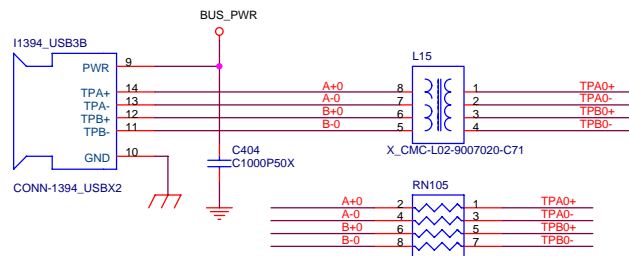 BUS_PWR
I1394_USB3B
L15
PWR 9
TPA+ 14 A+0 8 1 TPA0+
TPA- 13 A-0 7 2 TPA0-
TPB+ 12 B+0 6 3 TPB0+
TPB- 11 B-0 5 4 TPB0-
GND 10
C404
C1000P50X
X_CMC-L02-9007020-C71
CONN-1394_USBX2
RN105
A+0 2 1 TPA0+
A-0 4 3 TPA0-
B+0 6 5 TPB0+
B-0 8 7 TPB0-